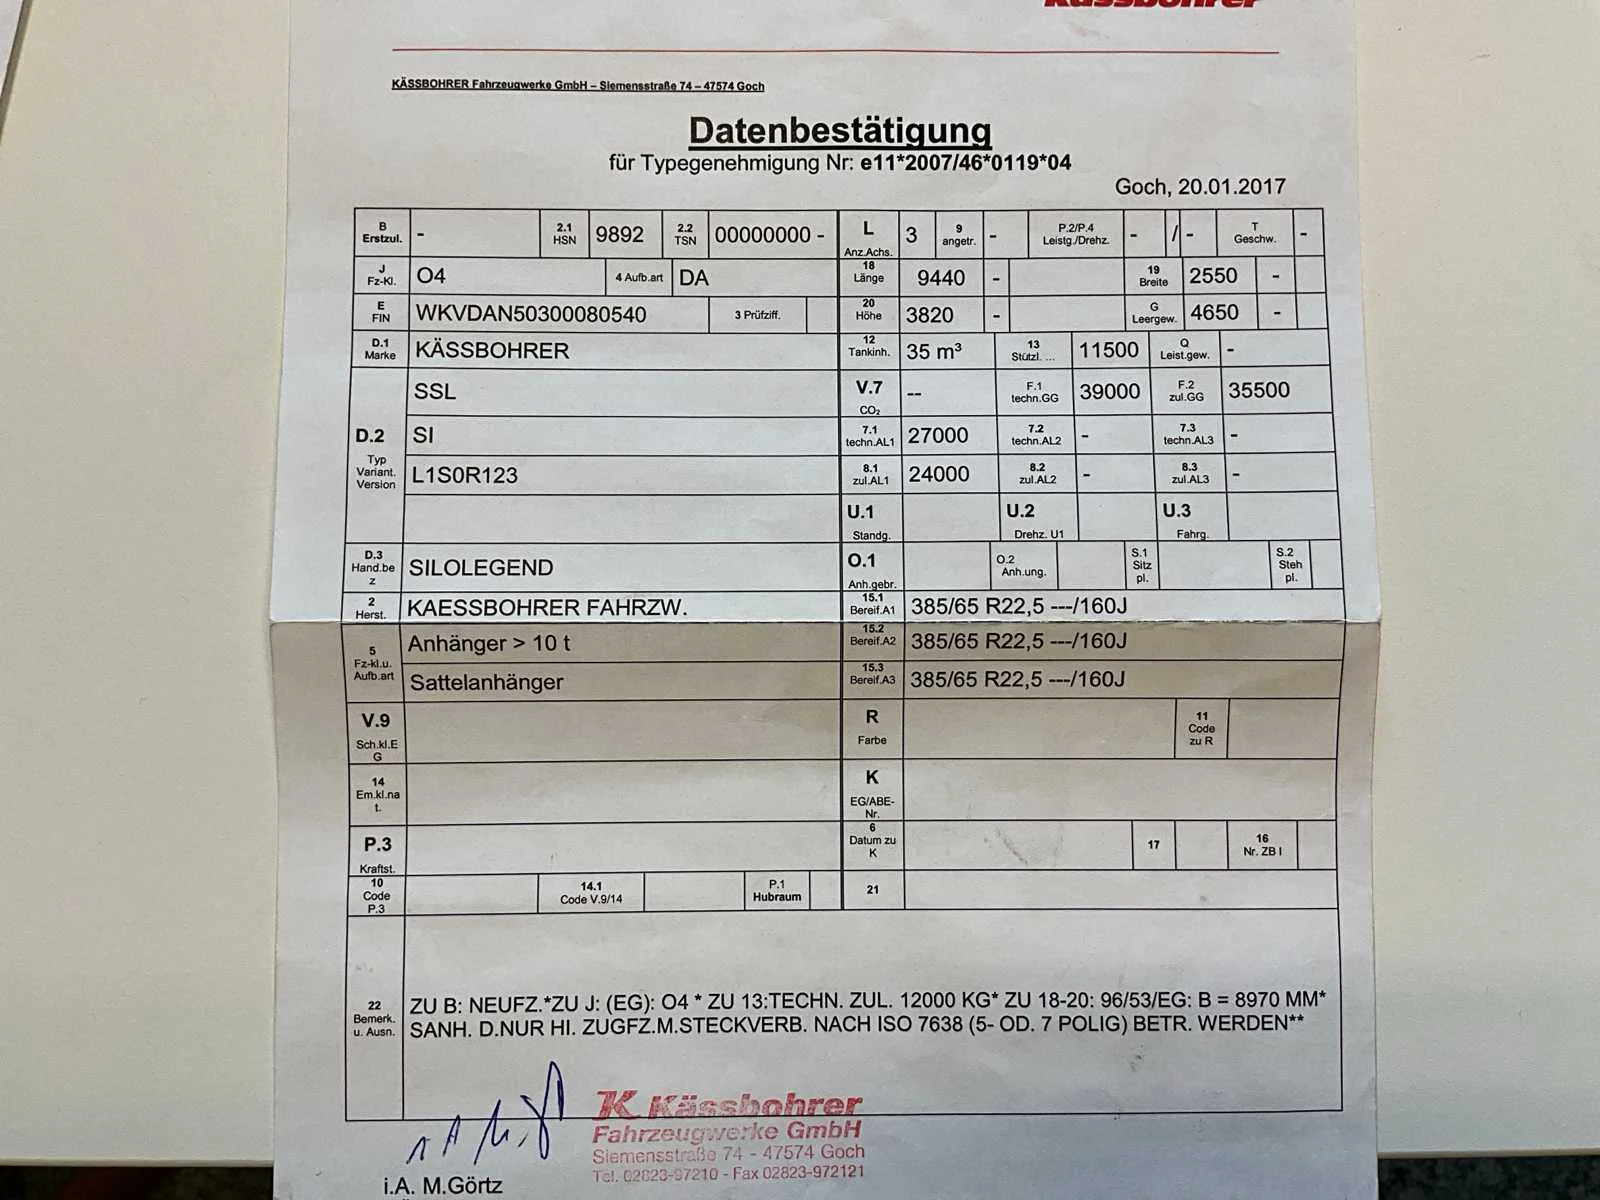 Kässbohrer
KÄSSBOHRER Fahrzeugwerke GmbH – Siemensstraße 74 – 47574 Goch
Datenbestätigung
für Typegenehmigung Nr: e11*2007/46*0119*04
Goch, 20.01.2017
B Erstzul. - 2.1 HSN 9892 2.2 TSN 00000000 - L Anz.Achs. 3 9 angetr. - P.2/P.4 Leistg./Drehz. - / - T Geschw. -
J Fz-Kl. O4 4 Aufb.art DA 18 Länge 9440 - 19 Breite 2550 -
E FIN WKVDAN50300080540 3 Prüfziff. 20 Höhe 3820 - G Leergew. 4650 -
D.1 Marke KÄSSBOHRER 12 Tankinh. 35 m³ 13 Stützl. ... 11500 Q Leist.gew. -
D.2 Typ Variant. Version SSL V.7 CO₂ -- F.1 techn.GG 39000 F.2 zul.GG 35500
SI 7.1 techn.AL1 27000 7.2 techn.AL2 - 7.3 techn.AL3 -
L1S0R123 8.1 zul.AL1 24000 8.2 zul.AL2 - 8.3 zul.AL3 -
U.1 Standg. U.2 Drehz. U1 U.3 Fahrg.
D.3 Hand.be z SILOLEGEND O.1 Anh.gebr. O.2 Anh.ung. S.1 Sitz pl. S.2 Steh pl.
2 Herst. KAESSBOHRER FAHRZW. 15.1 Bereif.A1 385/65 R22,5 ---/160J
5 Fz-kl.u. Aufb.art Anhänger > 10 t 15.2 Bereif.A2 385/65 R22,5 ---/160J
Sattelanhänger 15.3 Bereif.A3 385/65 R22,5 ---/160J
V.9 Sch.kl.E G R Farbe 11 Code zu R
14 Em.kl.na t. K EG/ABE-Nr.
P.3 Kraftst. 6 Datum zu K 17 16 Nr. ZB I
10 Code P.3 14.1 Code V.9/14 P.1 Hubraum 21
22 Bemerk. u. Ausn. ZU B: NEUFZ.*ZU J: (EG): O4 * ZU 13:TECHN. ZUL. 12000 KG* ZU 18-20: 96/53/EG: B = 8970 MM*
SANH. D.NUR HI. ZUGFZ.M.STECKVERB. NACH ISO 7638 (5- OD. 7 POLIG) BETR. WERDEN**
K Kässbohrer
Fahrzeugwerke GmbH
Siemensstraße 74 - 47574 Goch
Tel. 02823-97210 - Fax 02823-972121
i.A. M.Görtz